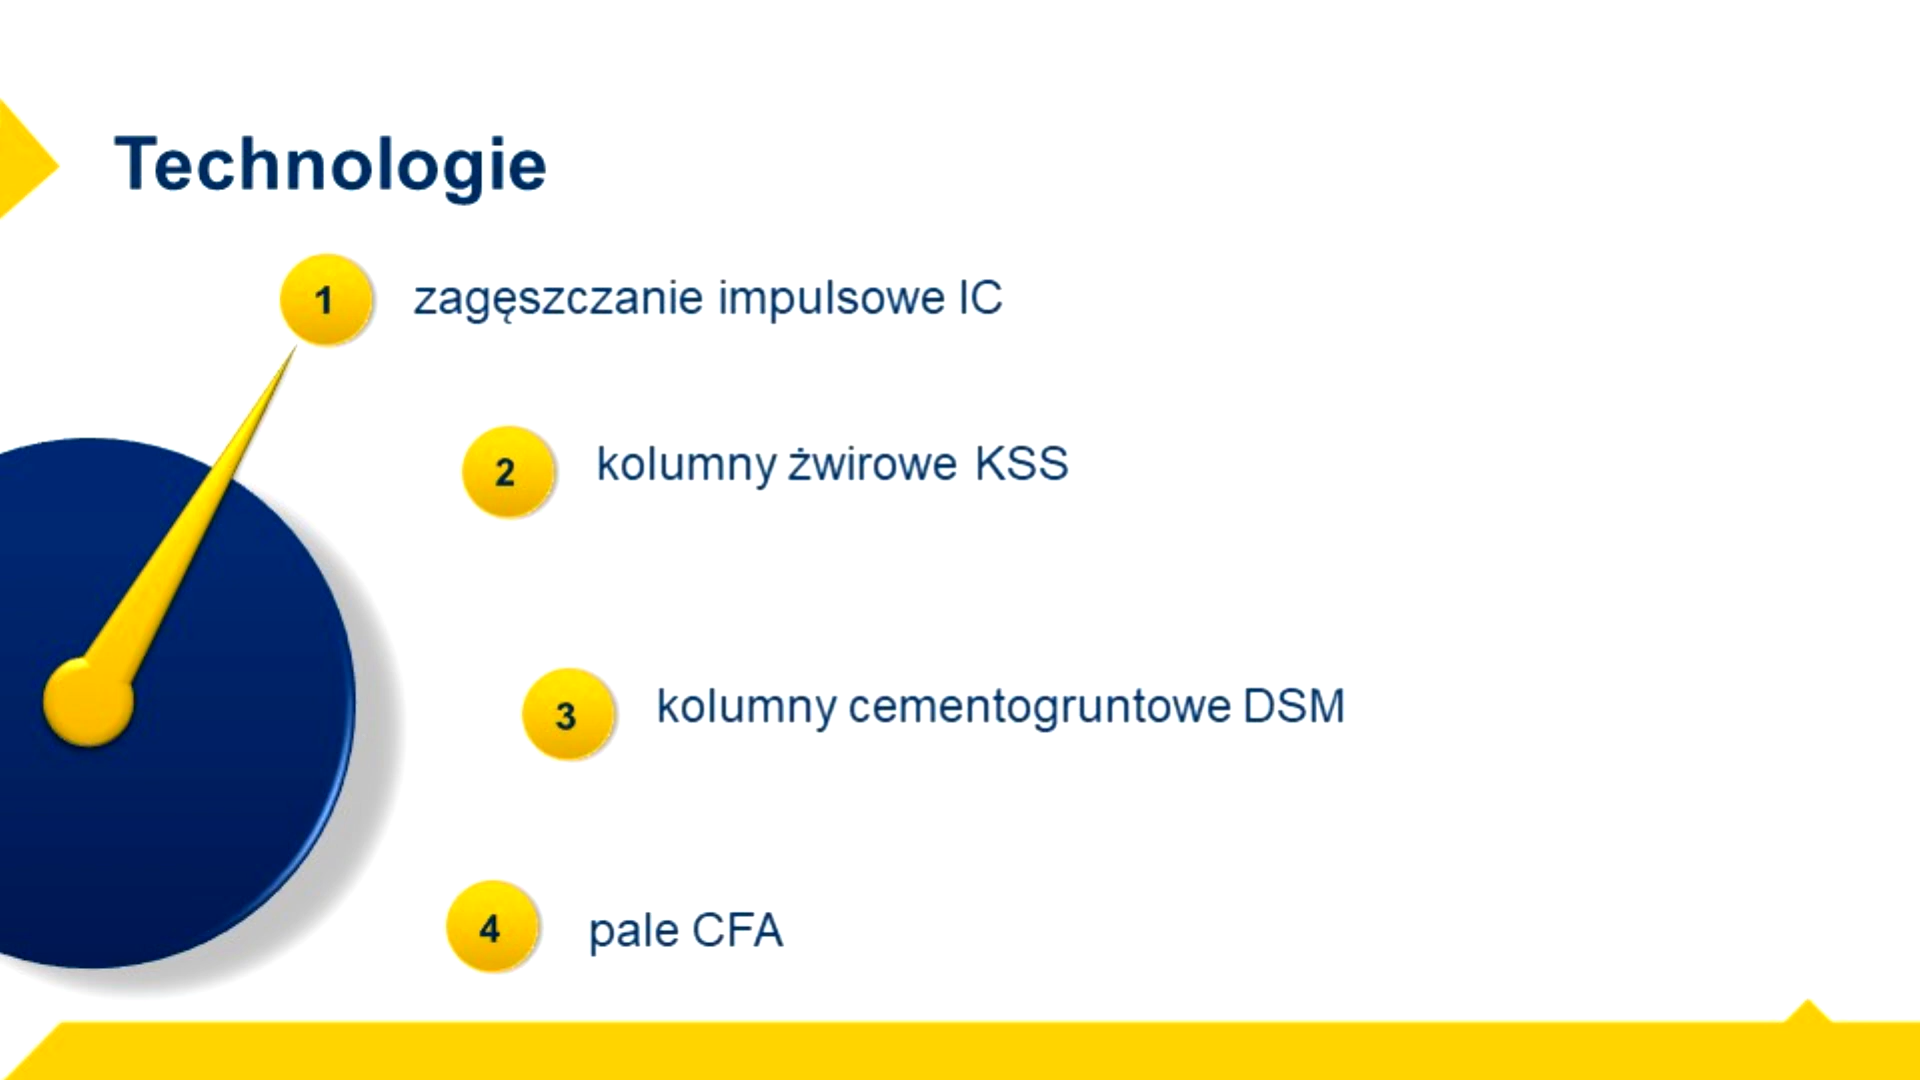 Technologie
1 zagęszczanie impulsowe IC
2 kolumny żwirowe KSS
3 kolumny cementogruntowe DSM
4 pale CFA